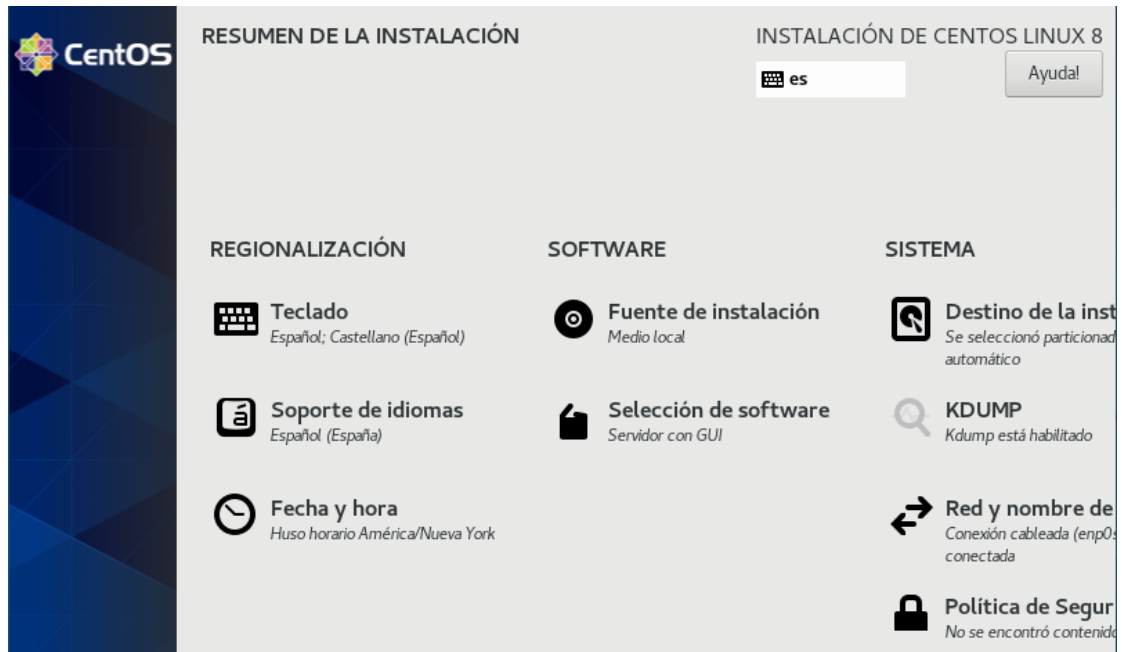 CentOS
RESUMEN DE LA INSTALACIÓN
INSTALACIÓN DE CENTOS LINUX 8
es
Ayuda!
REGIONALIZACIÓN
Teclado
Español; Castellano (Español)
á
Soporte de idiomas
Español (España)
Fecha y hora
Huso horario América/Nueva York
SOFTWARE
Fuente de instalación
Medio local
Selección de software
Servidor con GUI
SISTEMA
Destino de la inst
Se seleccionó particionad
automático
KDUMP
Kdump está habilitado
Red y nombre de
Conexión cableada (enp0s
conectada
Política de Segur
No se encontró contenido